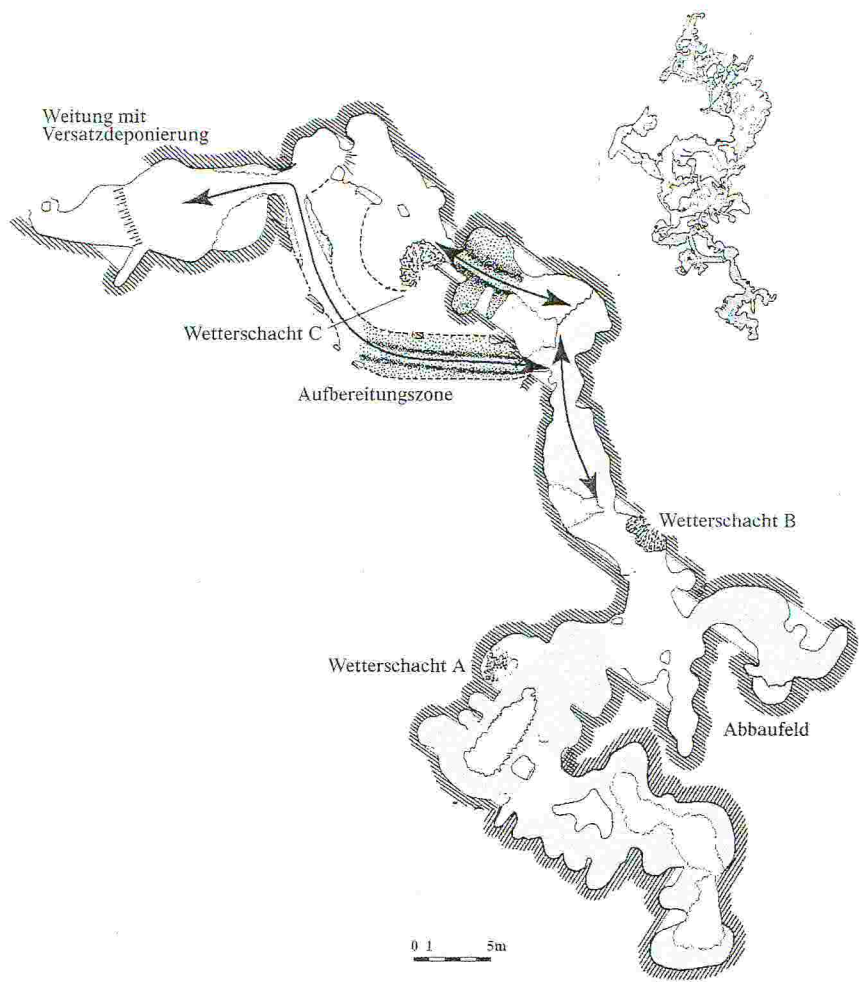 Weitung mit
Versatzdeponierung
Wetterschacht C
Aufbereitungszone
Wetterschacht B
Wetterschacht A
Abbaufeld
0 1 5m